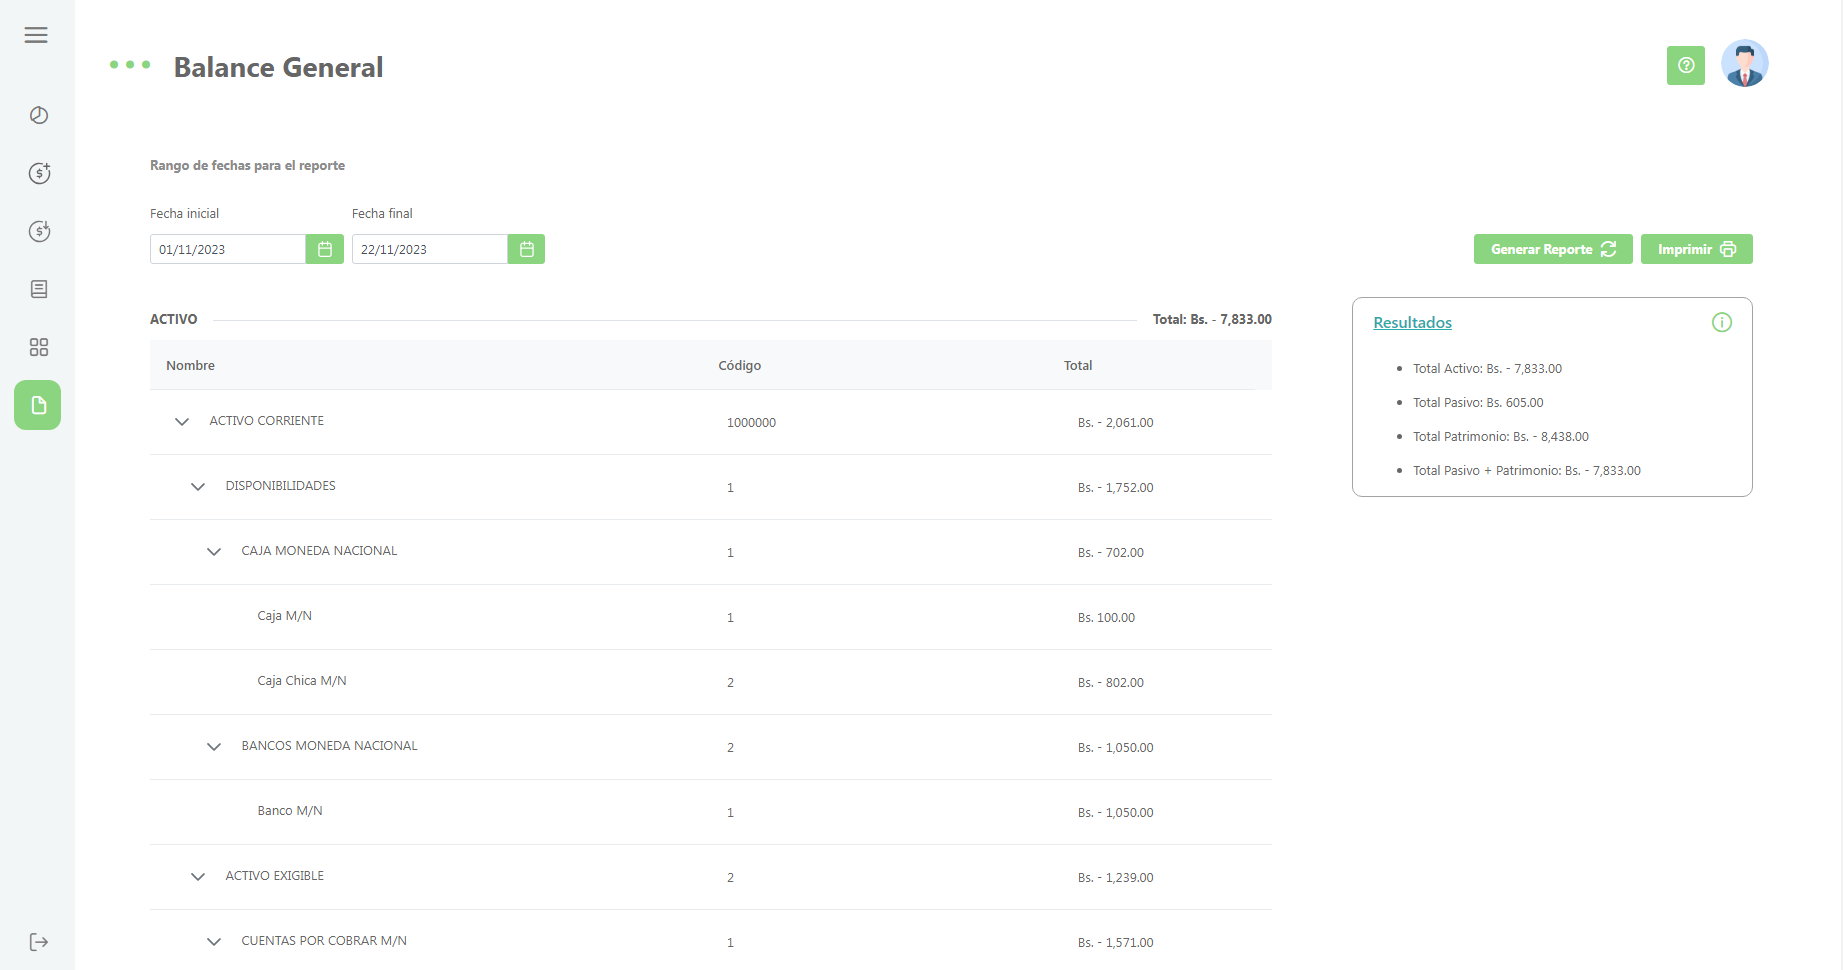 Balance General
Rango de fechas para el reporte
Fecha inicial
Fecha final
01/11/2023
22/11/2023
Generar Reporte
Imprimir
ACTIVO
Total: Bs. - 7,833.00
Nombre Código Total
ACTIVO CORRIENTE 1000000 Bs. - 2,061.00
DISPONIBILIDADES 1 Bs. - 1,752.00
CAJA MONEDA NACIONAL 1 Bs. - 702.00
Caja M/N 1 Bs. 100.00
Caja Chica M/N 2 Bs. - 802.00
BANCOS MONEDA NACIONAL 2 Bs. - 1,050.00
Banco M/N 1 Bs. - 1,050.00
ACTIVO EXIGIBLE 2 Bs. - 1,239.00
CUENTAS POR COBRAR M/N 1 Bs. - 1,571.00
Resultados
Total Activo: Bs. - 7,833.00
Total Pasivo: Bs. 605.00
Total Patrimonio: Bs. - 8,438.00
Total Pasivo + Patrimonio: Bs. - 7,833.00